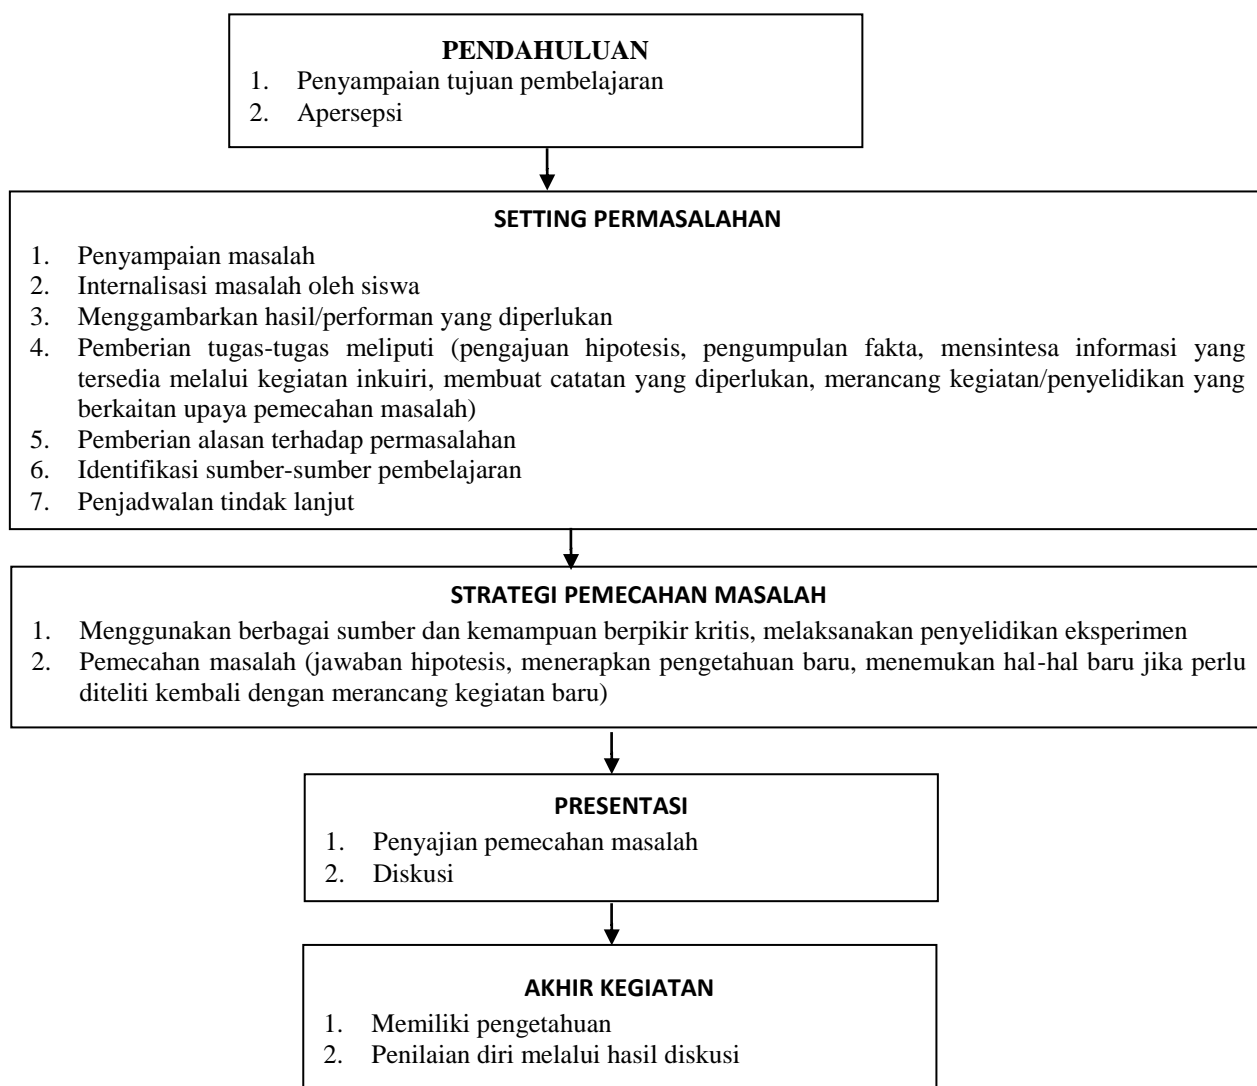 PENDAHULUAN
1. Penyampaian tujuan pembelajaran
2. Apersepsi
SETTING PERMASALAHAN
1. Penyampaian masalah
2. Internalisasi masalah oleh siswa
3. Menggambarkan hasil/performan yang diperlukan
4. Pemberian tugas-tugas meliputi (pengajuan hipotesis, pengumpulan fakta, mensintesa informasi yang
tersedia melalui kegiatan inkuiri, membuat catatan yang diperlukan, merancang kegiatan/penyelidikan yang
berkaitan upaya pemecahan masalah)
5. Pemberian alasan terhadap permasalahan
6. Identifikasi sumber-sumber pembelajaran
7. Penjadwalan tindak lanjut
STRATEGI PEMECAHAN MASALAH
1. Menggunakan berbagai sumber dan kemampuan berpikir kritis, melaksanakan penyelidikan eksperimen
2. Pemecahan masalah (jawaban hipotesis, menerapkan pengetahuan baru, menemukan hal-hal baru jika perlu
diteliti kembali dengan merancang kegiatan baru)
PRESENTASI
1. Penyajian pemecahan masalah
2. Diskusi
AKHIR KEGIATAN
1. Memiliki pengetahuan
2. Penilaian diri melalui hasil diskusi